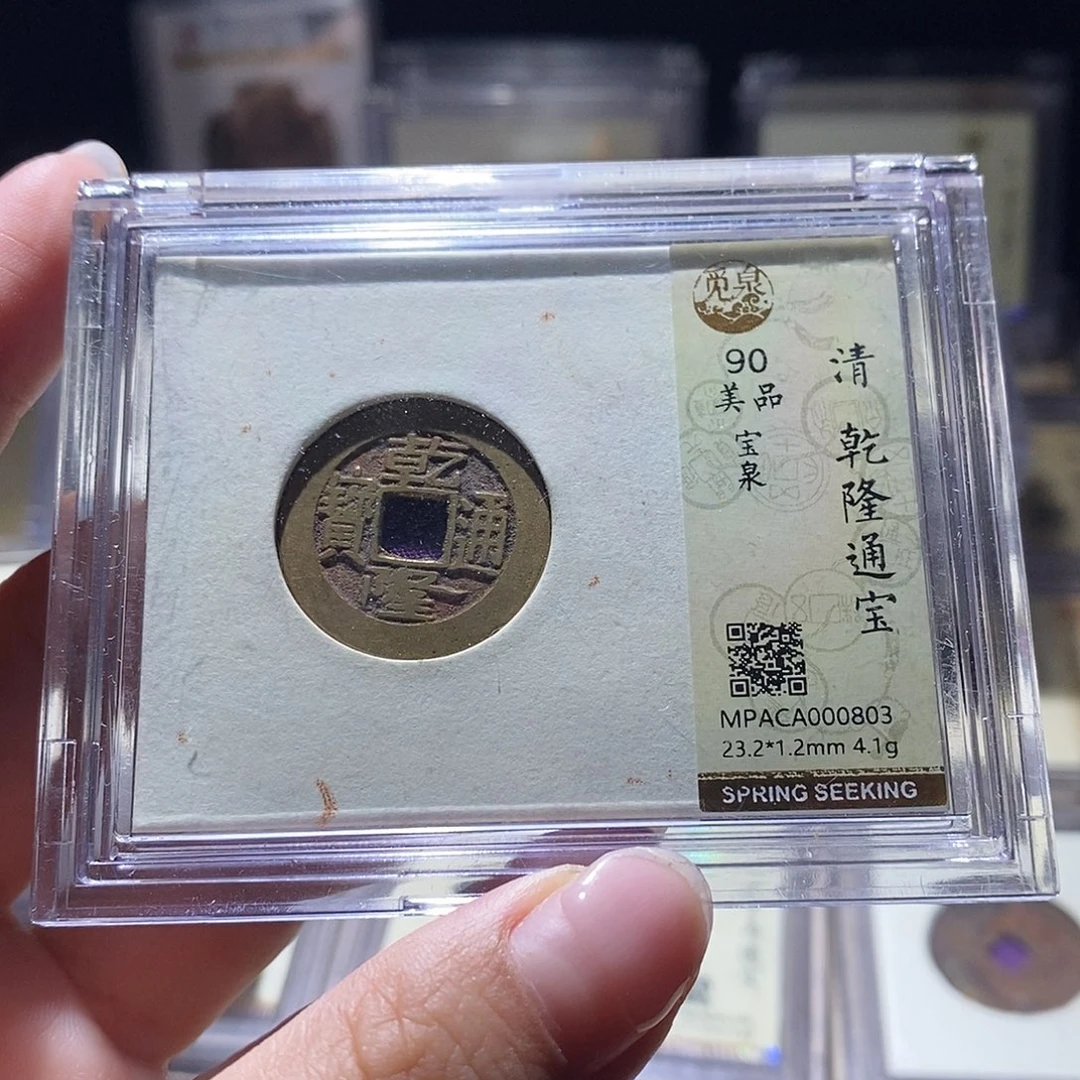 乾隆通寳
觅泉
90
美品
宝泉
清 乾隆通宝
MPACA000803
23.2*1.2mm 4.1g
SPRING SEEKING